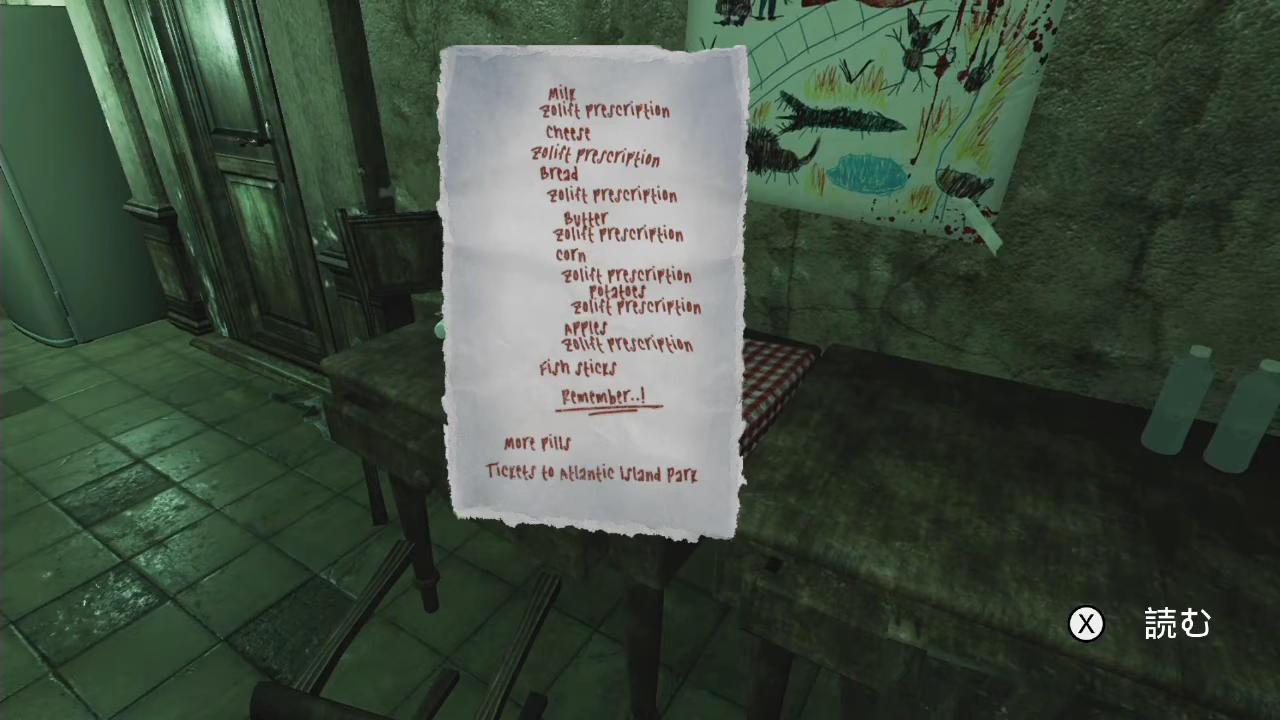 Milk
Zolift prescription
Cheese
Zolift prescription
Bread
Zolift prescription
Butter
Zolift prescription
Corn
Zolift prescription
Potatoes
Zolift prescription
Apples
Zolift prescription
Fish sticks
Remember..!
More pills
Tickets to Atlantic Island Park
X 読む